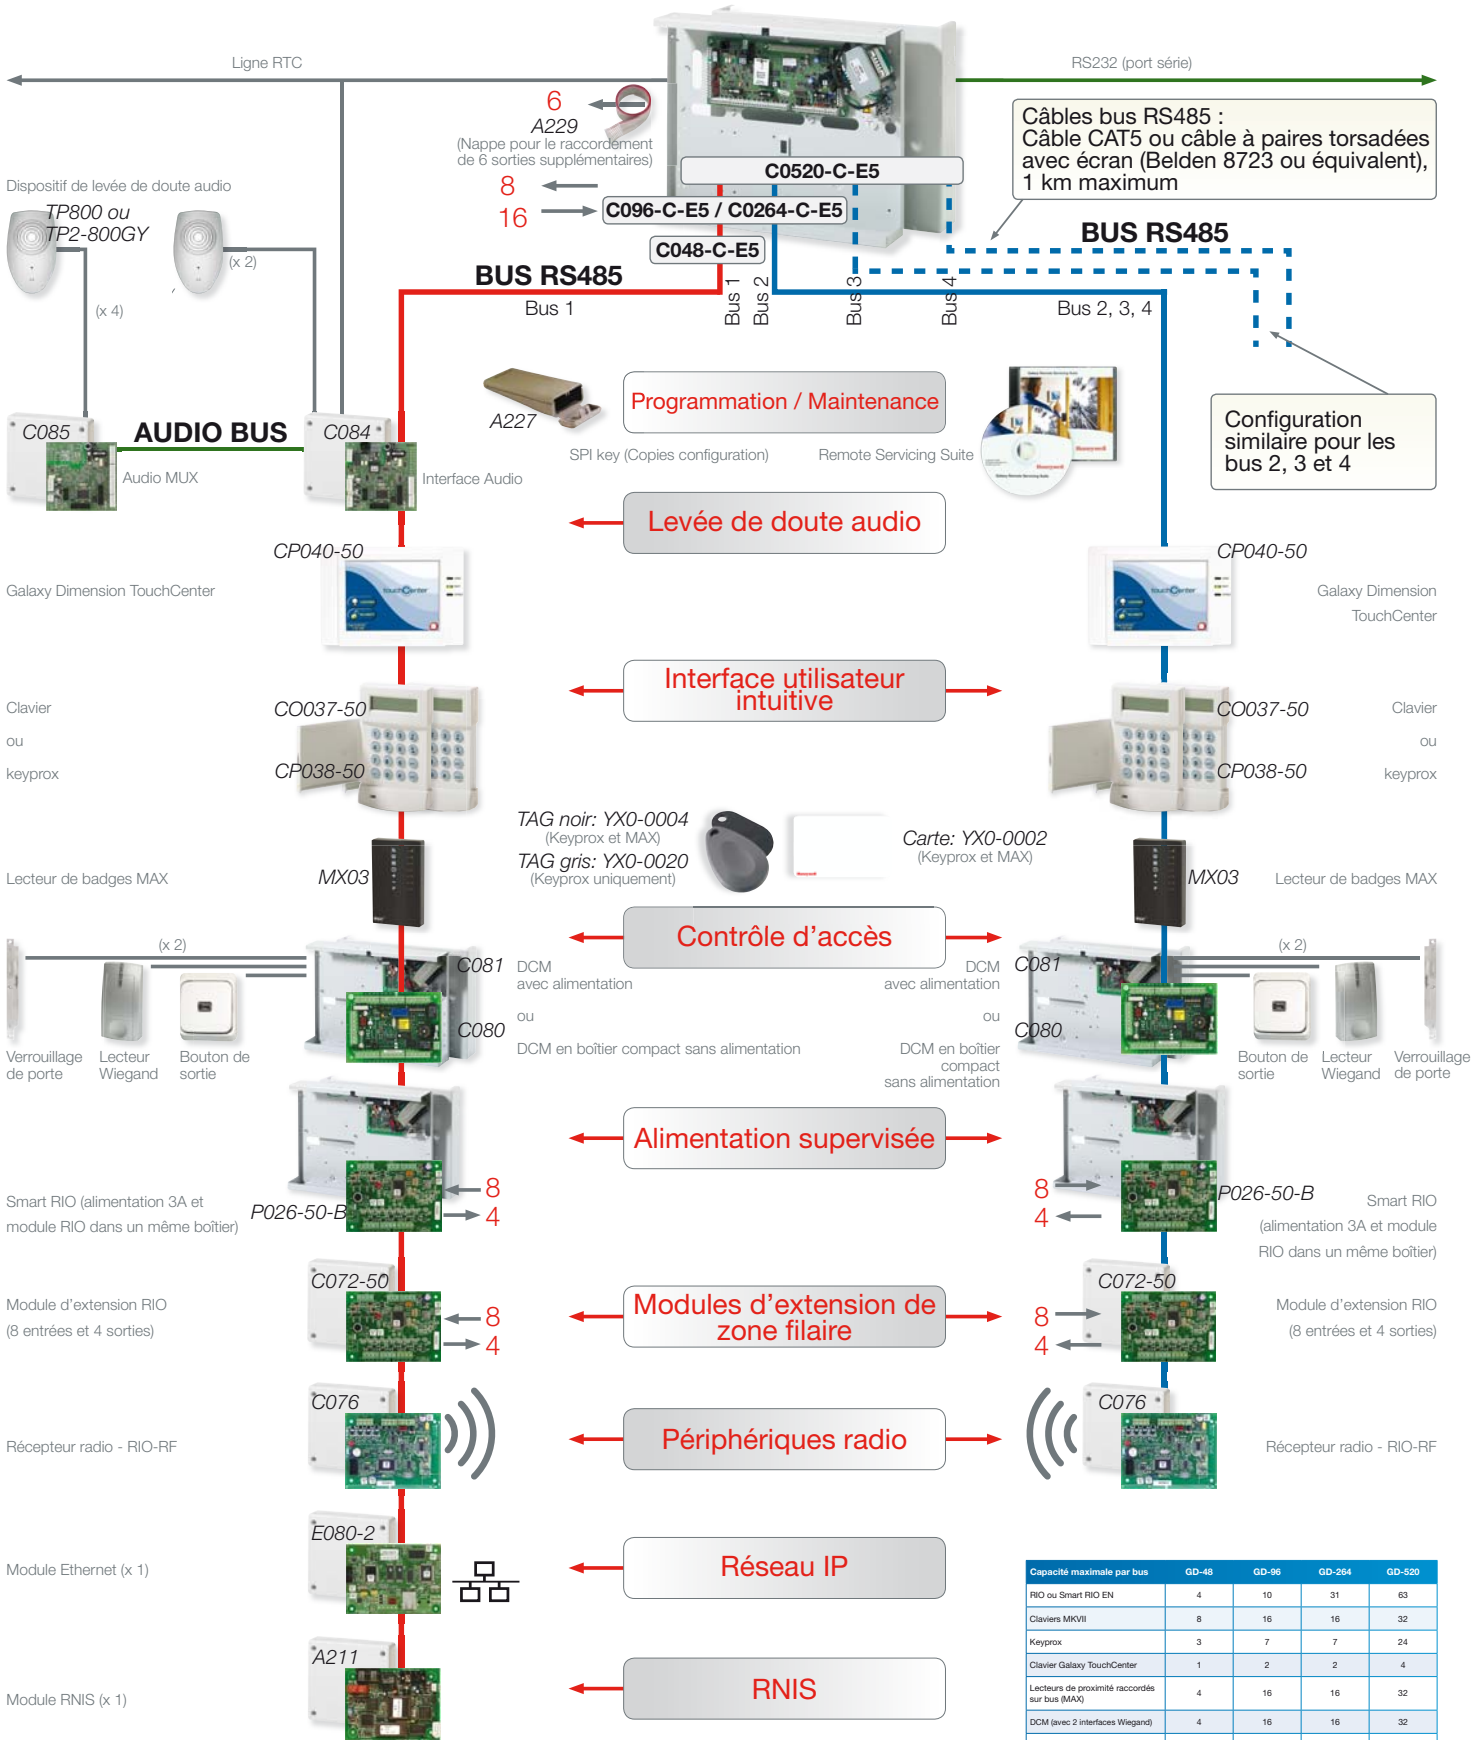 Ligne RTC
RS232 (port série)
6
A229
(Nappe pour le raccordement
de 6 sorties supplémentaires)
8
16
C0520-C-E5
C096-C-E5 / C0264-C-E5
C048-C-E5
Câbles bus RS485 :
Câble CAT5 ou câble à paires torsadées
avec écran (Belden 8723 ou équivalent),
1 km maximum
Dispositif de levée de doute audio
TP800 ou
TP2-800GY
(x 2)
(x 4)
BUS RS485
Bus 1
Bus 1
Bus 2
Bus 3
Bus 4
BUS RS485
Bus 2, 3, 4
Configuration
similaire pour les
bus 2, 3 et 4
A227
SPI key (Copies configuration)
Programmation / Maintenance
Remote Servicing Suite
Honeywell
C085
AUDIO BUS
C084
Audio MUX
Interface Audio
Levée de doute audio
CP040-50
Galaxy Dimension TouchCenter
touchCenter
CP040-50
Galaxy Dimension
TouchCenter
touchCenter
Interface utilisateur
intuitive
Clavier
ou
keyprox
CO037-50
CP038-50
CO037-50
CP038-50
Clavier
ou
keyprox
TAG noir: YX0-0004
(Keyprox et MAX)
TAG gris: YX0-0020
(Keyprox uniquement)
Honeywell
Carte: YX0-0002
(Keyprox et MAX)
Lecteur de badges MAX
MX03
MX03
Lecteur de badges MAX
Contrôle d'accès
(x 2)
C081
DCM
avec alimentation
ou
C080
DCM en boîtier compact sans alimentation
Verrouillage
de porte
Lecteur
Wiegand
Bouton de
sortie
DCM
avec alimentation
C081
ou
C080
DCM en boîtier
compact
sans alimentation
(x 2)
Bouton de
sortie
Lecteur
Wiegand
Verrouillage
de porte
Alimentation supervisée
Smart RIO (alimentation 3A et
module RIO dans un même boîtier)
P026-50-B
8
4
8
4
P026-50-B
Smart RIO
(alimentation 3A et module
RIO dans un même boîtier)
Module d'extension RIO
(8 entrées et 4 sorties)
C072-50
8
4
Modules d'extension de
zone filaire
8
4
C072-50
Module d'extension RIO
(8 entrées et 4 sorties)
Récepteur radio - RIO-RF
C076
Périphériques radio
C076
Récepteur radio - RIO-RF
Module Ethernet (x 1)
E080-2
Réseau IP
Module RNIS (x 1)
A211
RNIS
Capacité maximale par bus GD-48 GD-96 GD-264 GD-520
RIO ou Smart RIO EN 4 10 31 63
Claviers MKVII 8 16 16 32
Keyprox 3 7 7 24
Clavier Galaxy TouchCenter 1 2 2 4
Lecteurs de proximité raccordés
sur bus (MAX) 4 16 16 32
DCM (avec 2 interfaces Wiegand) 4 16 16 32